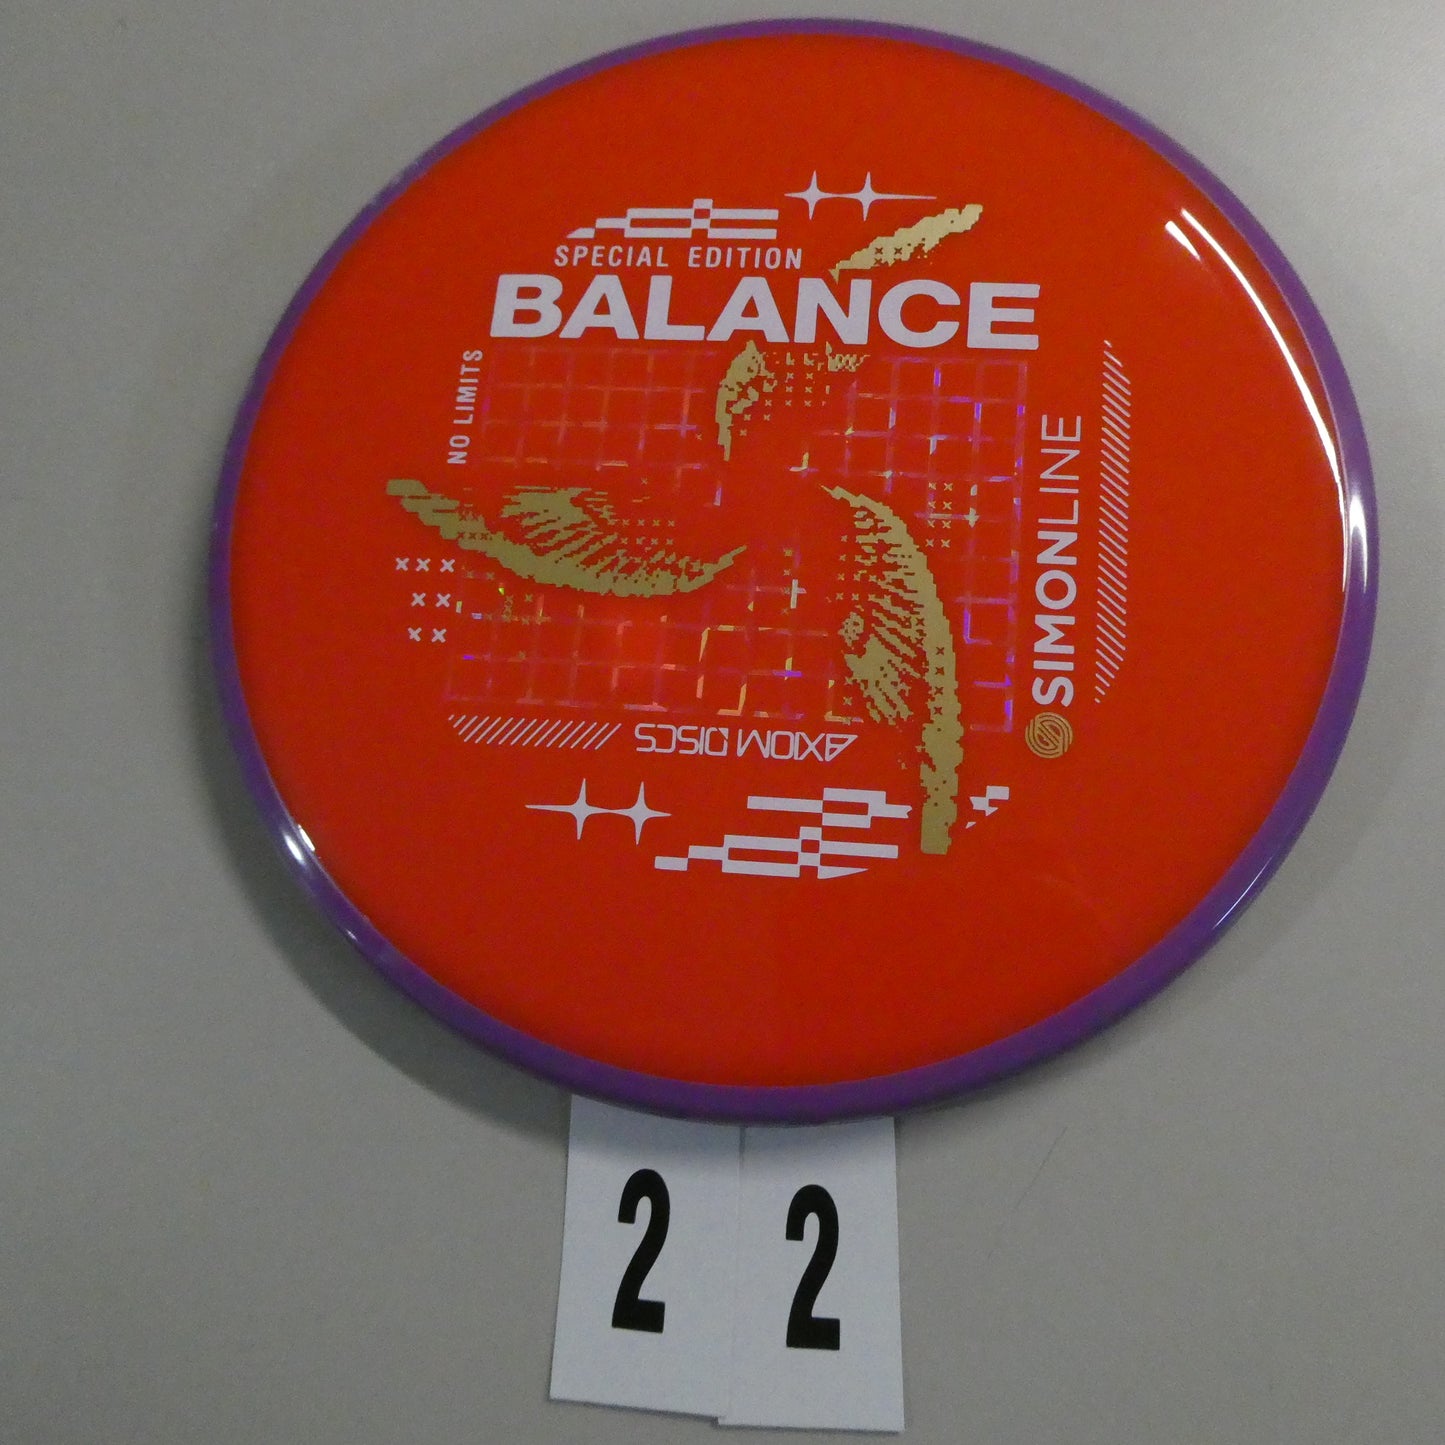 SPECIAL EDITION
BALANCE
NO LIMITS
SIMONLINE
AXIOM DISCS
2 2